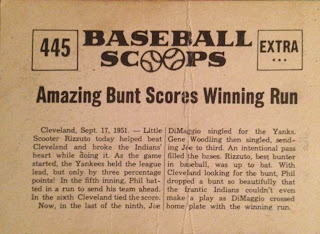 445
BASEBALL
SCOOPS
EXTRA...
Amazing Bunt Scores Winning Run
Cleveland, Sept. 17, 1951. — Little
Scooter Rizzuto today helped beat
Cleveland and broke the Indians'
heart while doing it. As the game
started, the Yankees held the league
lead, but only by three percentage
points! In the fifth inning, Phil bat-
ted in a run to send his team ahead.
In the sixth Cleveland tied the score.
Now, in the last of the ninth, Joe
DiMaggio singled for the Yanks.
Gene Woodling then singled, send-
ing Joe to third. An intentional pass
filled the bases. Rizzuto, best bunter
in baseball, was up to bat. With
Cleveland looking for the bunt, Phil
dropped a bunt so beautifully that
the frantic Indians couldn't even
make a play as DiMaggio crossed
home plate with the winning run.